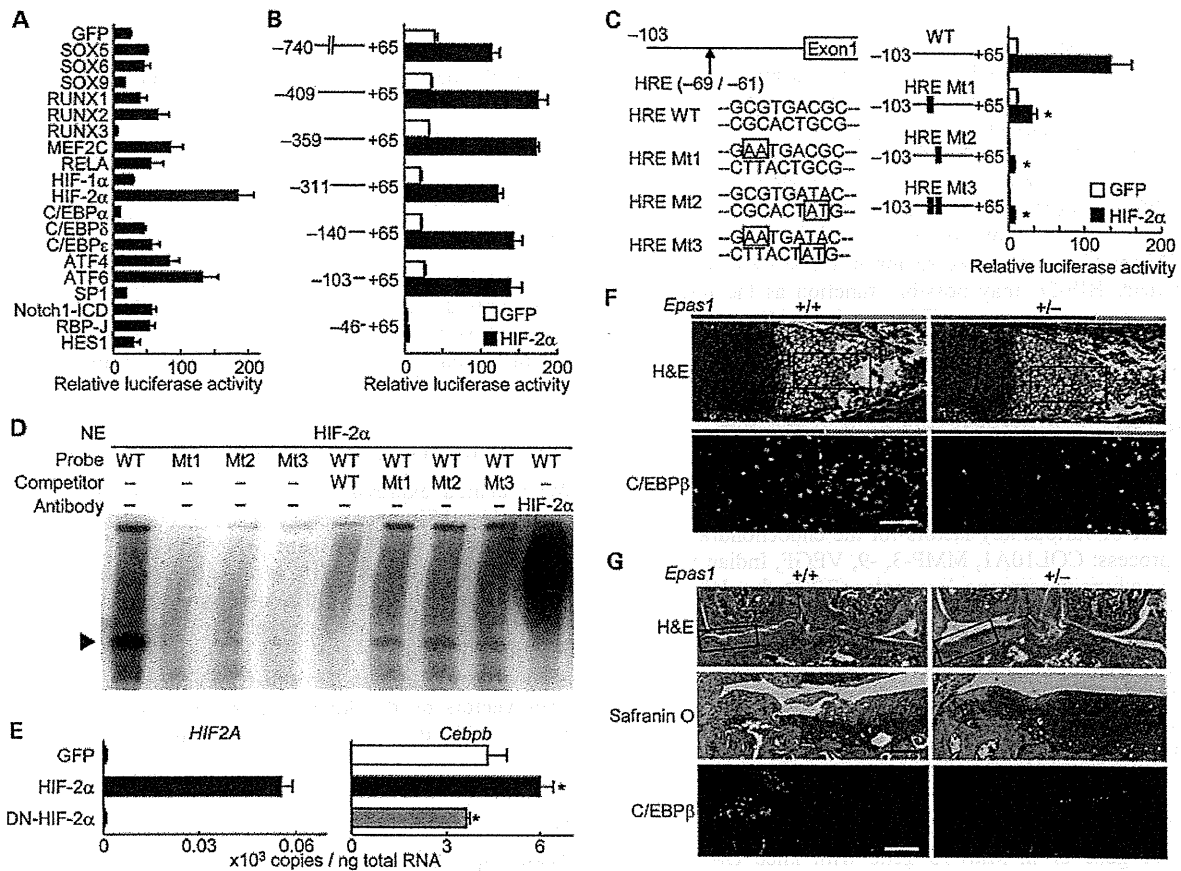 A
GFP
SOX5
SOX6
SOX9
RUNX1
RUNX2
RUNX3
MEF2C
RELA
HIF-1α
HIF-2α
C/EBPα
C/EBPδ
C/EBPε
ATF4
ATF6
SP1
Notch1-ICD
RBP-J
HES1
0 100 200
Relative luciferase activity
B
–740 +65
–409 +65
–359 +65
–311 +65
–140 +65
–103 +65
–46 +65
GFP
HIF-2α
0 100 200
Relative luciferase activity
C
–103
Exon1
HRE (–69 / –61)
HRE WT
--GCGTGACGC--
--CGCACTGCG--
HRE Mt1
--GAATGACGC--
--CTTACTGCG--
HRE Mt2
--GCGTGATAC--
--CGCACTATG--
HRE Mt3
--GAATGATAC--
--CTTACTATG--
WT
–103 +65
HRE Mt1
–103 +65
*
HRE Mt2
–103 +65
*
HRE Mt3
–103 +65
*
GFP
HIF-2α
0 50 100 150 200
Relative luciferase activity
D
NE HIF-2α
Probe WT Mt1 Mt2 Mt3 WT WT WT WT WT
Competitor – – – – WT Mt1 Mt2 Mt3 –
Antibody – – – – – – – – HIF-2α
E
HIF2A Cebpb
GFP
HIF-2α *
DN-HIF-2α *
0 0.03 0.06 0 3 6
x10³ copies / ng total RNA
F
Epas1 +/+ +/–
H&E
C/EBPβ
G
Epas1 +/+ +/–
H&E
Safranin O
C/EBPβ